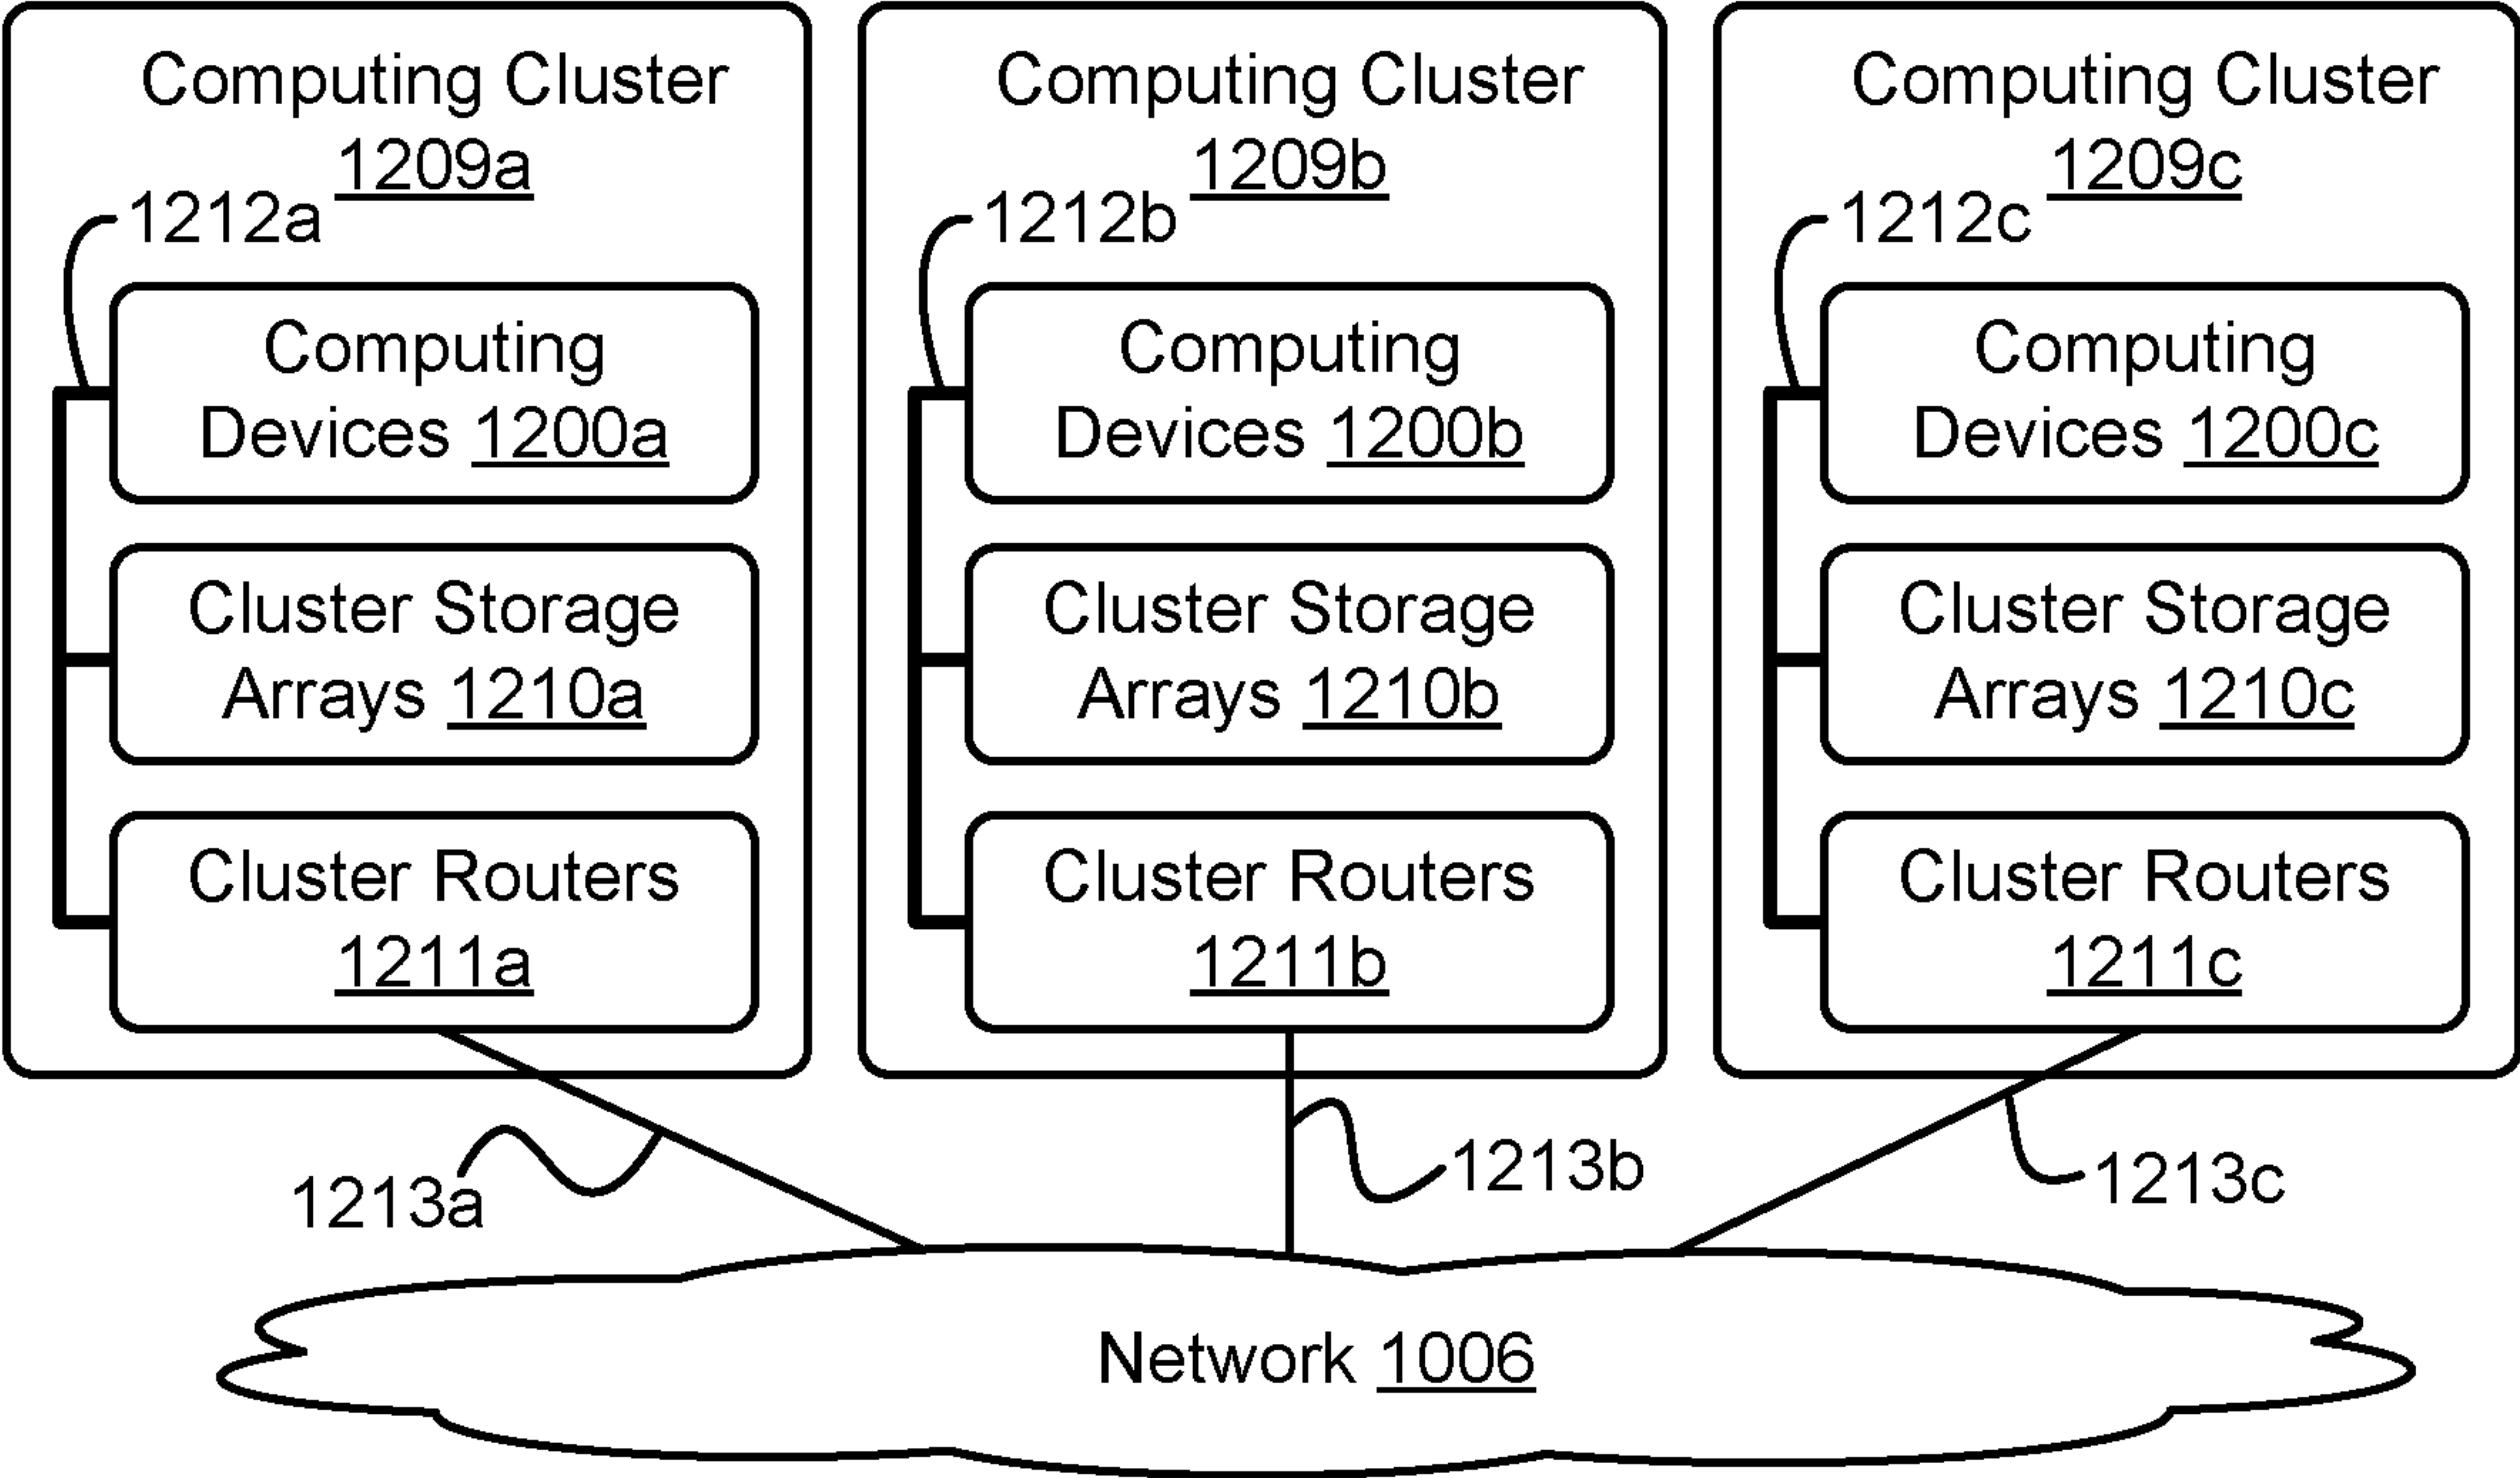 Computing Cluster
1209a
1212a
Computing
Devices 1200a
Cluster Storage
Arrays 1210a
Cluster Routers
1211a
Computing Cluster
1209b
1212b
Computing
Devices 1200b
Cluster Storage
Arrays 1210b
Cluster Routers
1211b
Computing Cluster
1209c
1212c
Computing
Devices 1200c
Cluster Storage
Arrays 1210c
Cluster Routers
1211c
1213a
1213b
1213c
Network 1006